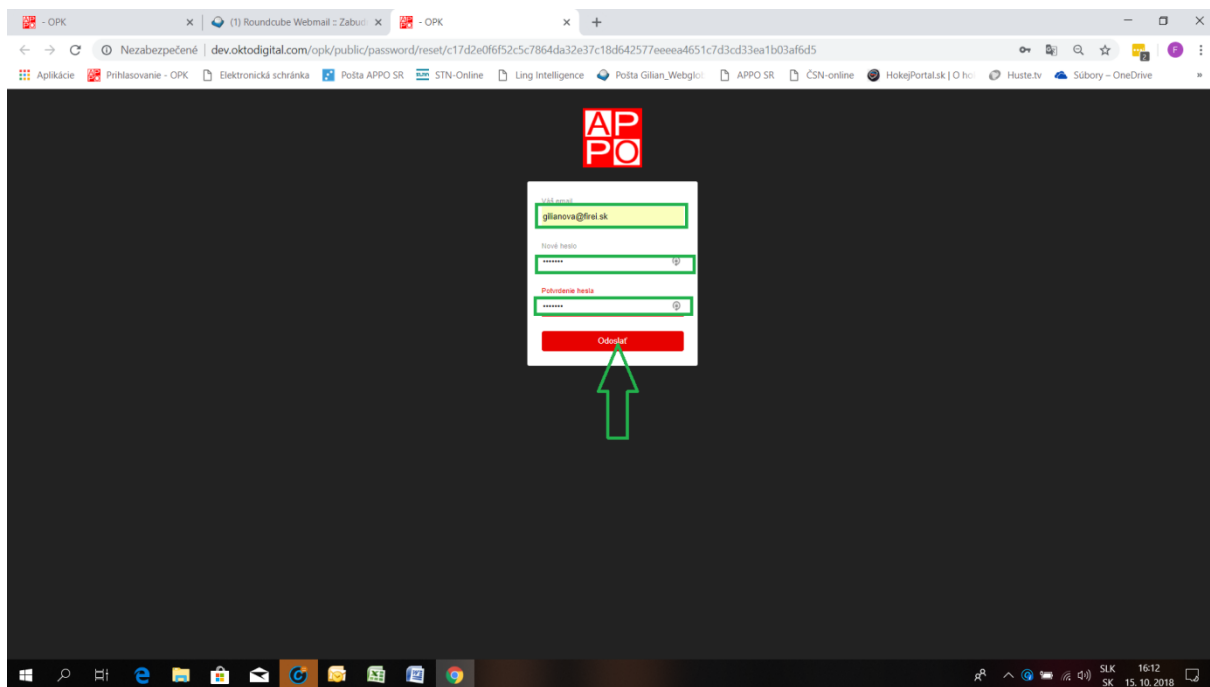 - OPK
(1) Roundcube Webmail :: Zabud
- OPK
Nezabezpečené | dev.oktodigital.com/opk/public/password/reset/c17d2e0f6f52c5c7864da32e37c18d642577eeeea4651c7d3cd33ea1b03af6d5
F
Aplikácie
Prihlasovanie - OPK
Elektronická schránka
Pošta APPO SR
STN-Online
Ling Intelligence
Pošta Gilian_Webglo
APPO SR
ČSN-online
HokejPortal.sk | O ho
Huste.tv
Súbory – OneDrive
»
AP
PO
Váš email
gilianova@firei.sk
Nové heslo
Potvrdenie hesla
Odoslať
SLK
SK
16:12
15. 10. 2018